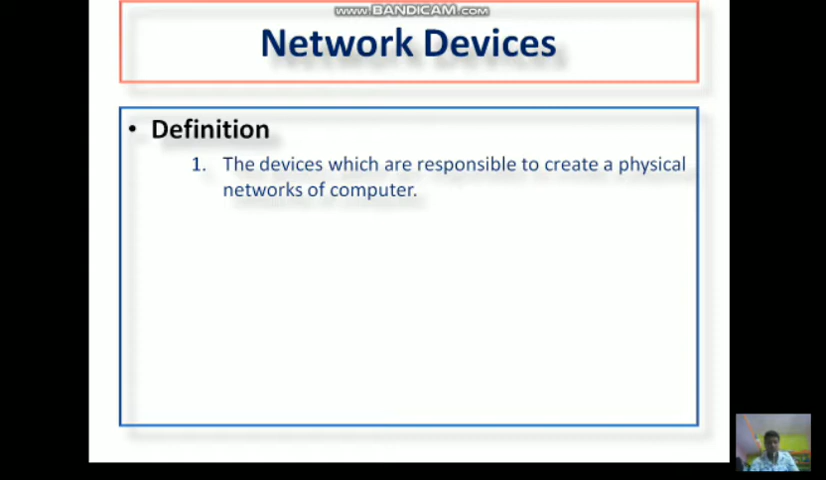 www.BANDICAM.com
Network Devices
• Definition
1. The devices which are responsible to create a physical
networks of computer.